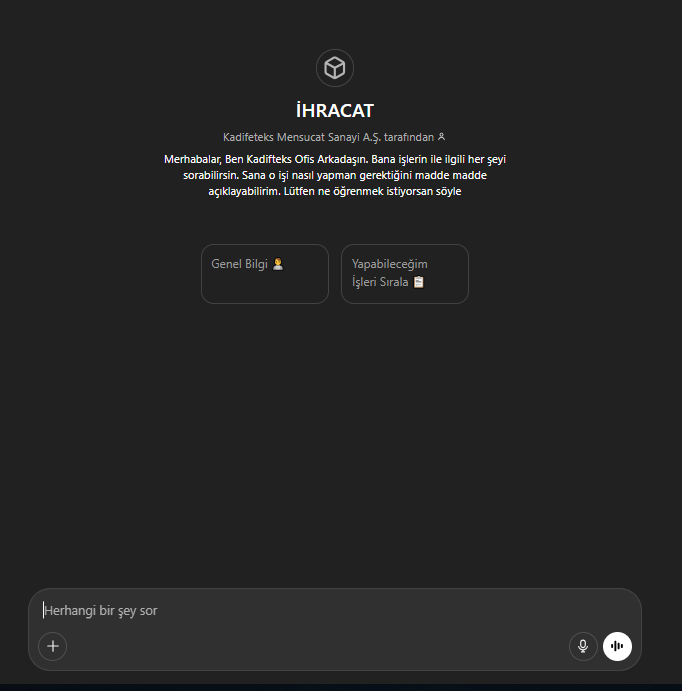 İHRACAT
Kadifeteks Mensucat Sanayi A.Ş. tarafından
Merhabalar, Ben Kadifteks Ofis Arkadaşın. Bana işlerin ile ilgili her şeyi
sorabilirsin. Sana o işi nasıl yapman gerektiğini madde madde
açıklayabilirim. Lütfen ne öğrenmek istiyorsan söyle
Genel Bilgi
Yapabileceğim
İşleri Sırala
Herhangi bir şey sor